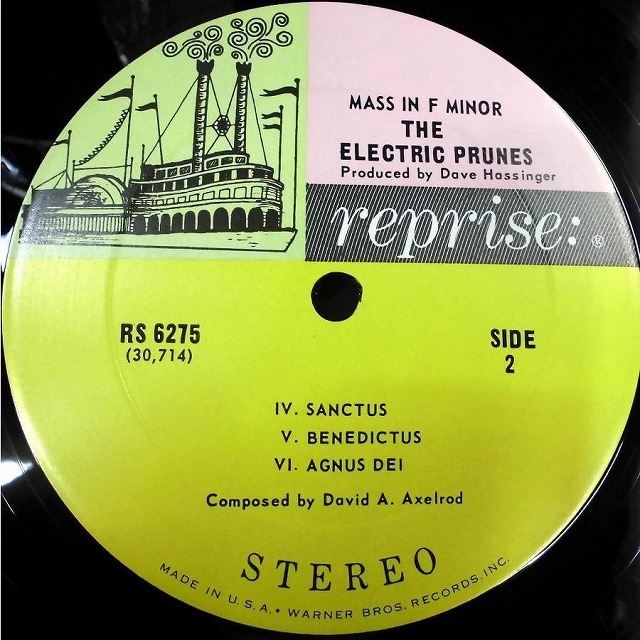 MASS IN F MINOR
THE
ELECTRIC PRUNES
Produced by Dave Hassinger
reprise:®
RS 6275
(30,714)
SIDE
2
IV. SANCTUS
V. BENEDICTUS
VI. AGNUS DEI
Composed by David A. Axelrod
STEREO
MADE IN U.S.A. • WARNER BROS. RECORDS, INC.